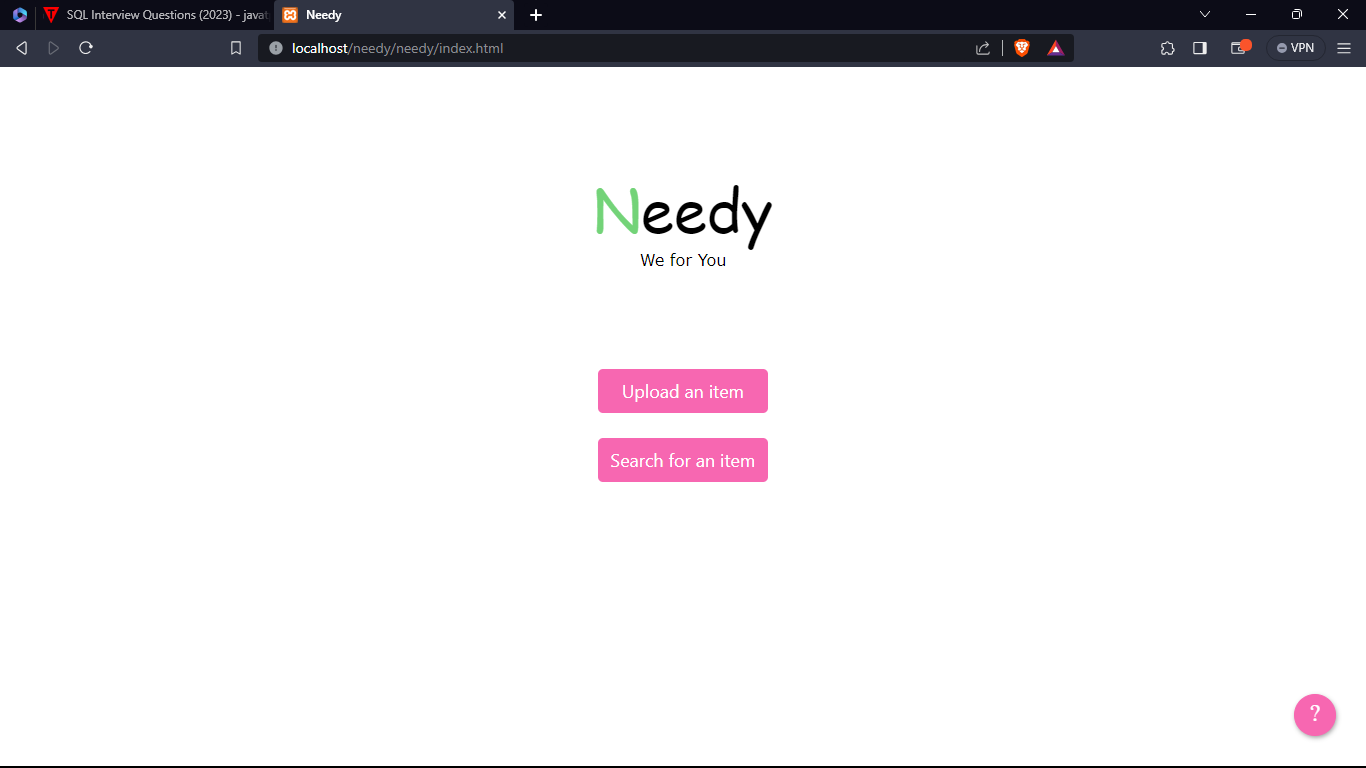 SQL Interview Questions (2023) - javat
Needy
localhost/needy/needy/index.html
VPN
Needy
We for You
Upload an item
Search for an item
?